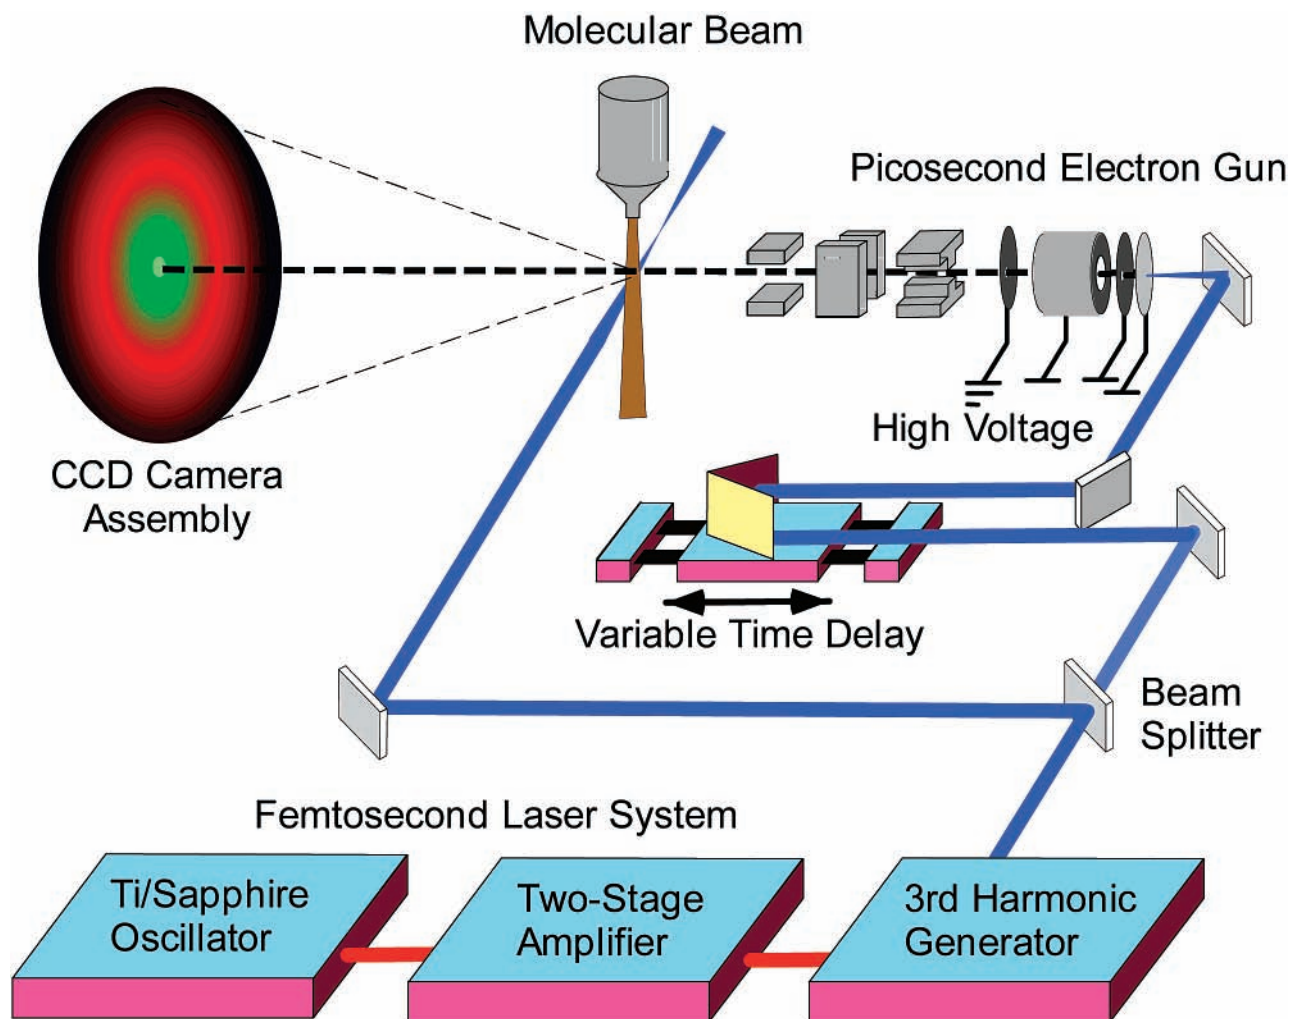 Molecular Beam
Picosecond Electron Gun
High Voltage
CCD Camera
Assembly
Variable Time Delay
Beam
Splitter
Femtosecond Laser System
Ti/Sapphire
Oscillator
Two-Stage
Amplifier
3rd Harmonic
Generator